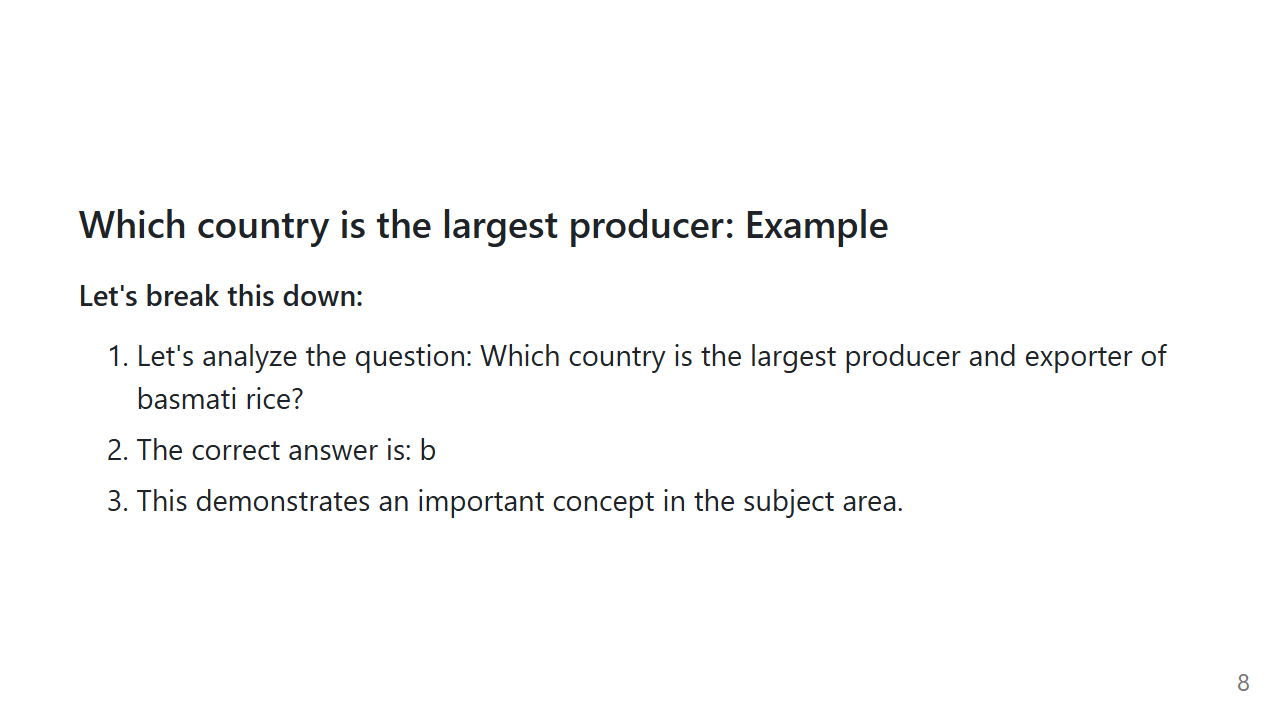 Which country is the largest producer: Example
Let's break this down:
1. Let's analyze the question: Which country is the largest producer and exporter of
basmati rice?
2. The correct answer is: b
3. This demonstrates an important concept in the subject area.
8